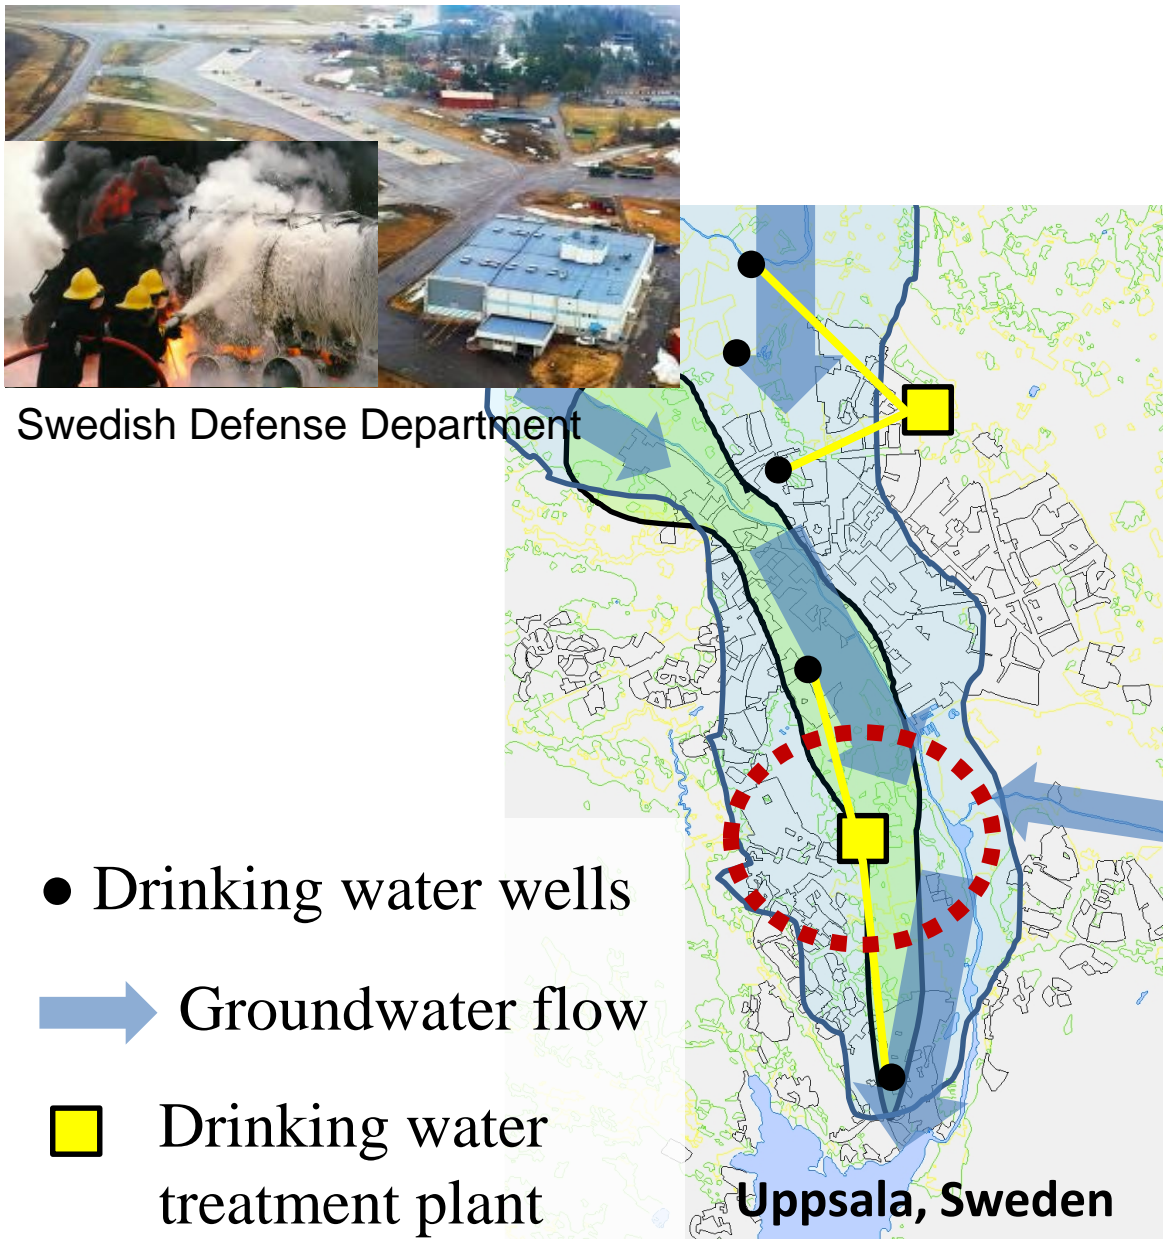 Swedish Defense Department
Drinking water wells
Groundwater flow
Drinking water
treatment plant
Uppsala, Sweden